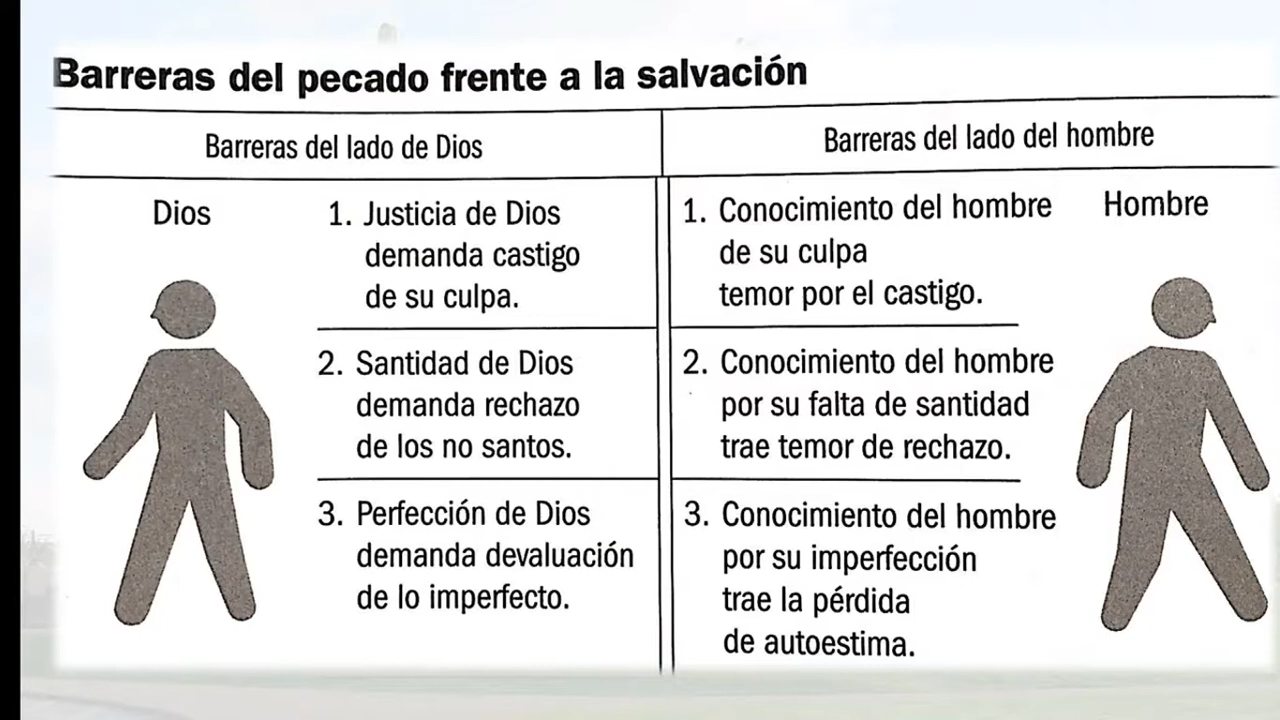 Barreras del pecado frente a la salvación
Barreras del lado de Dios
Barreras del lado del hombre
Dios
1. Justicia de Dios
demanda castigo
de su culpa.
2. Santidad de Dios
demanda rechazo
de los no santos.
3. Perfección de Dios
demanda devaluación
de lo imperfecto.
1. Conocimiento del hombre
de su culpa
temor por el castigo.
2. Conocimiento del hombre
por su falta de santidad
trae temor de rechazo.
3. Conocimiento del hombre
por su imperfección
trae la pérdida
de autoestima.
Hombre